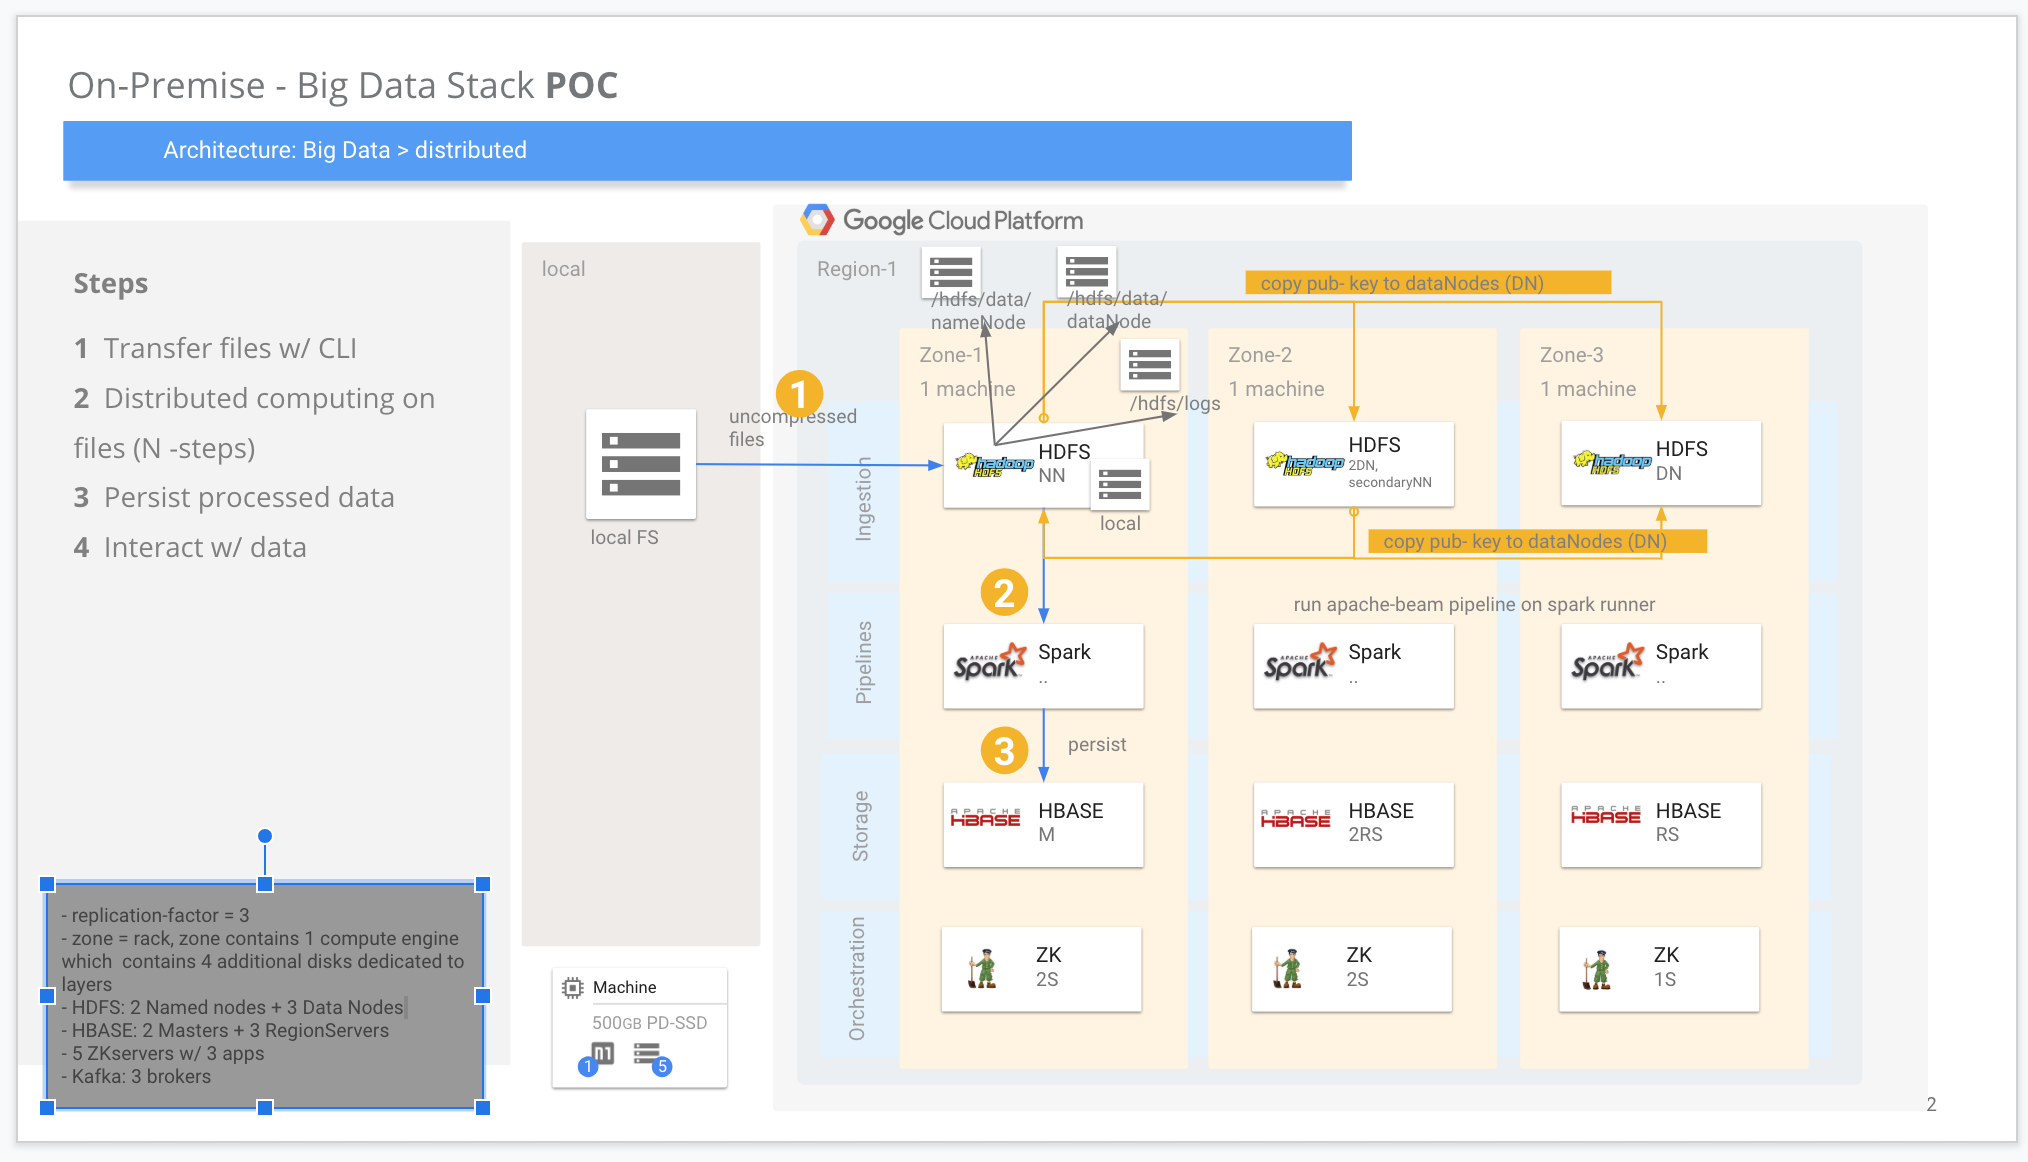 On-Premise - Big Data Stack POC
Architecture: Big Data > distributed
Steps
1 Transfer files w/ CLI
2 Distributed computing on
files (N -steps)
3 Persist processed data
4 Interact w/ data
- replication-factor = 3
- zone = rack, zone contains 1 compute engine
which  contains 4 additional disks dedicated to
layers
- HDFS: 2 Named nodes + 3 Data Nodes
- HBASE: 2 Masters + 3 RegionServers
- 5 ZKservers w/ 3 apps
- Kafka: 3 brokers
local
local FS
Machine
500GB PD-SSD
n1
1
5
1
uncompressed
files
Google Cloud Platform
Region-1
/hdfs/data/
nameNode
/hdfs/data/
dataNode
/hdfs/logs
copy pub- key to dataNodes (DN)
Zone-1
1 machine
Zone-2
1 machine
Zone-3
1 machine
Ingestion
hadoop
HDFS
HDFS
NN
local
hadoop
HDFS
HDFS
2DN,
secondaryNN
hadoop
HDFS
HDFS
DN
copy pub- key to dataNodes (DN)
2
run apache-beam pipeline on spark runner
Pipelines
APACHE
Spark
Spark
..
APACHE
Spark
Spark
..
APACHE
Spark
Spark
..
3
persist
Storage
APACHE
HBASE
HBASE
M
APACHE
HBASE
HBASE
2RS
APACHE
HBASE
HBASE
RS
Orchestration
ZK
2S
ZK
2S
ZK
1S
2